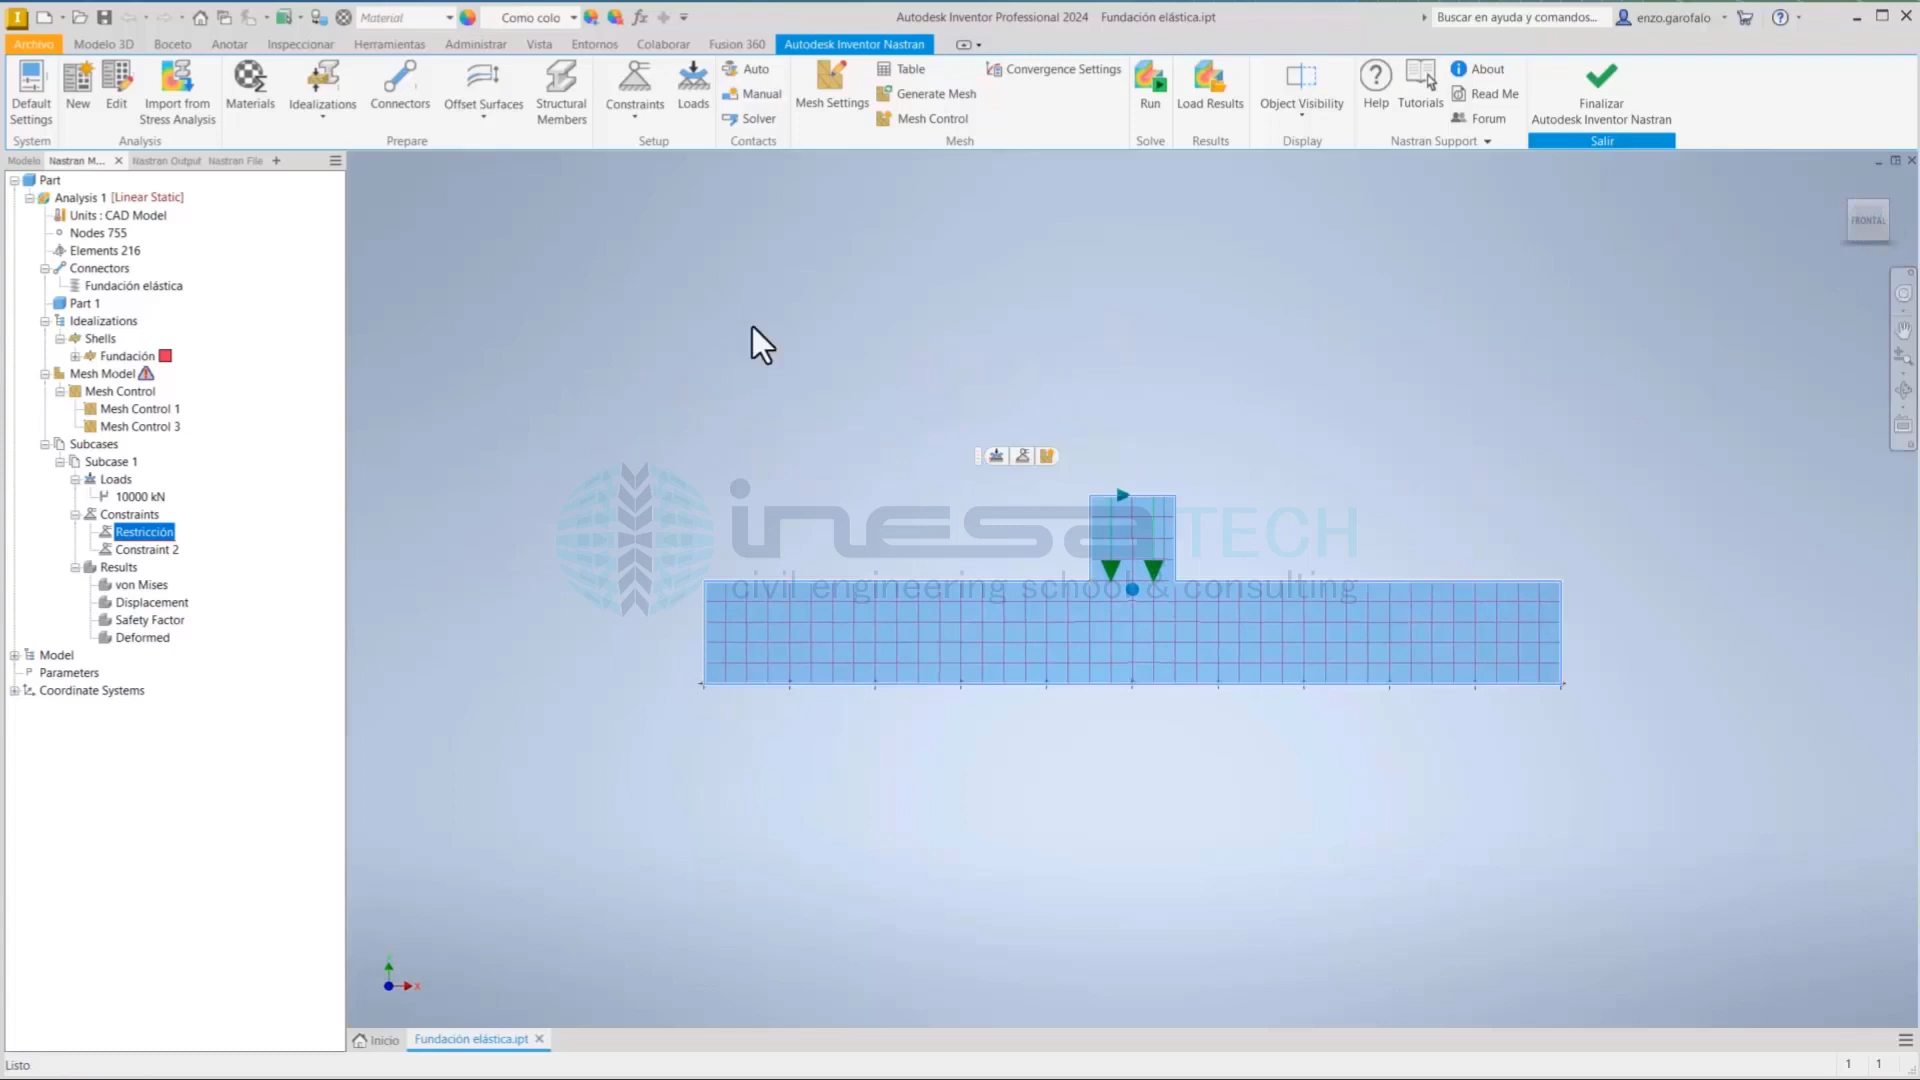 Material
Como colo
Autodesk Inventor Professional 2024 Fundación elástica.ipt
Buscar en ayuda y comandos...
enzo.garofalo
Archivo Modelo 3D Boceto Anotar Inspeccionar Herramientas Administrar Vista Entornos Colaborar Fusion 360 Autodesk Inventor Nastran
Default Settings
New
Edit
Import from Stress Analysis
Materials
Idealizations
Connectors
Offset Surfaces
Structural Members
Constraints
Loads
Auto
Manual
Solver
Mesh Settings
Table
Generate Mesh
Mesh Control
Convergence Settings
Run
Load Results
Object Visibility
Help
Tutorials
About
Read Me
Forum
Finalizar
Autodesk Inventor Nastran
System Analysis Prepare Setup Contacts Mesh Solve Results Display Nastran Support Salir
Modelo Nastran M... Nastran Output Nastran File
Part
Analysis 1 [Linear Static]
Units : CAD Model
Nodes 755
Elements 216
Connectors
Fundación elástica
Part 1
Idealizations
Shells
Fundación
Mesh Model
Mesh Control
Mesh Control 1
Mesh Control 3
Subcases
Subcase 1
Loads
10000 kN
Constraints
Restricción
Constraint 2
Results
von Mises
Displacement
Safety Factor
Deformed
Model
Parameters
Coordinate Systems
FRONTAL
inesa TECH
civil engineering school & consulting
x
Inicio
Fundación elástica.ipt
Listo
1 1